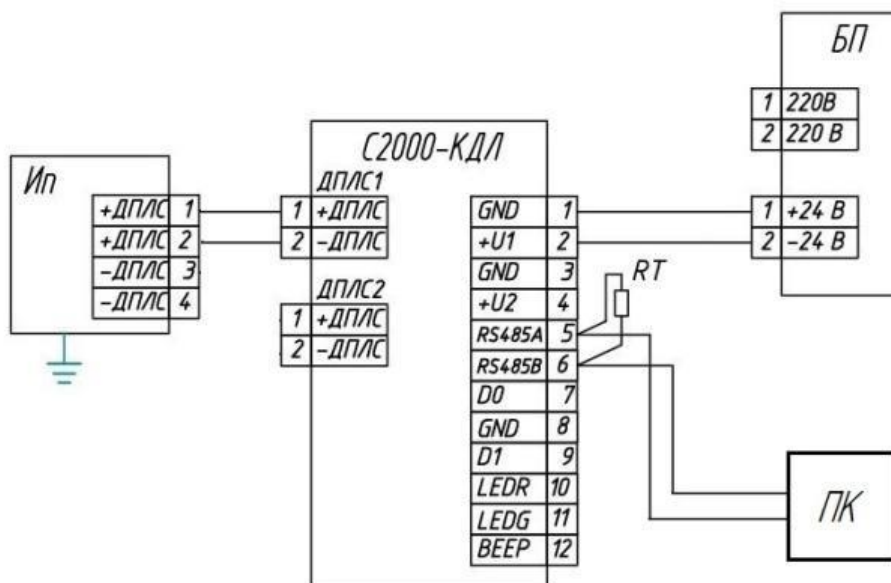 БП
1 220В
2 220 В
1 +24 В
2 -24 В
С2000-КДЛ
ДПЛС1
1 +ДПЛС
2 -ДПЛС
ДПЛС2
1 +ДПЛС
2 -ДПЛС
Ип
+ДПЛС 1
+ДПЛС 2
-ДПЛС 3
-ДПЛС 4
GND 1
+U1 2
GND 3
+U2 4
RS485A 5
RS485B 6
D0 7
GND 8
D1 9
LEDR 10
LEDG 11
BEEP 12
RT
ПК